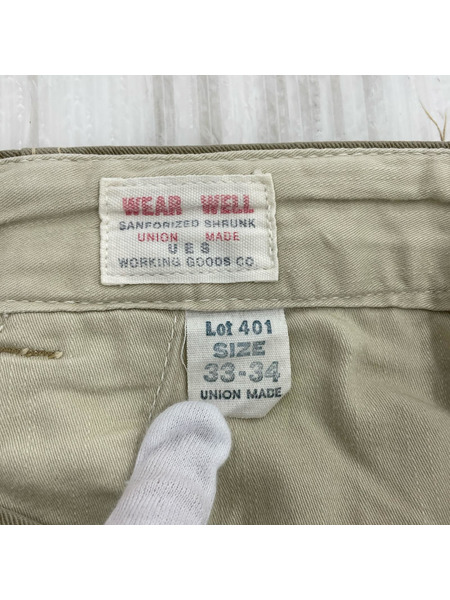 WEAR WELL
SANFORIZED SHRUNK
UNION MADE
U E S
WORKING GOODS CO.
Lot 401
SIZE
33-34
UNION MADE